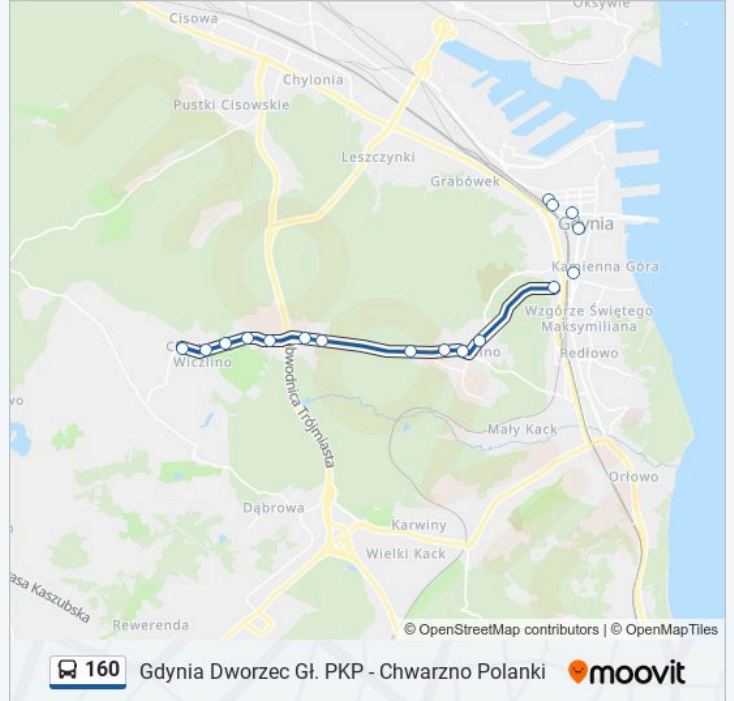 Oksywie
Cisowa
Chylonia
Pustki Cisowskie
Leszczynki
Grabówek
Gdynia
Kamienna Góra
Wzgórze Świętego
Maksymiliana
Wiczlino
Redłowo
Obwodnica Trójmiasta
Mały Kack
Orłowo
Dąbrowa
Karwiny
Wielki Kack
asa Kaszubska
Rewerenda
© OpenStreetMap contributors | © OpenMapTiles
160 Gdynia Dworzec Gł. PKP - Chwarzno Polanki moovit